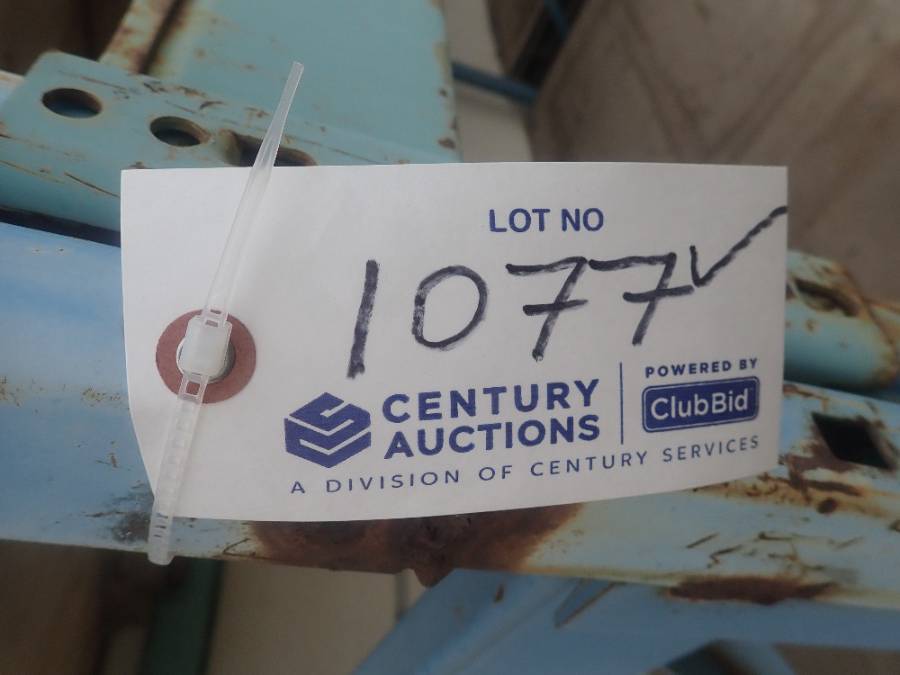 LOT NO
1077✓
CENTURY AUCTIONS
POWERED BY
ClubBid
A DIVISION OF CENTURY SERVICES